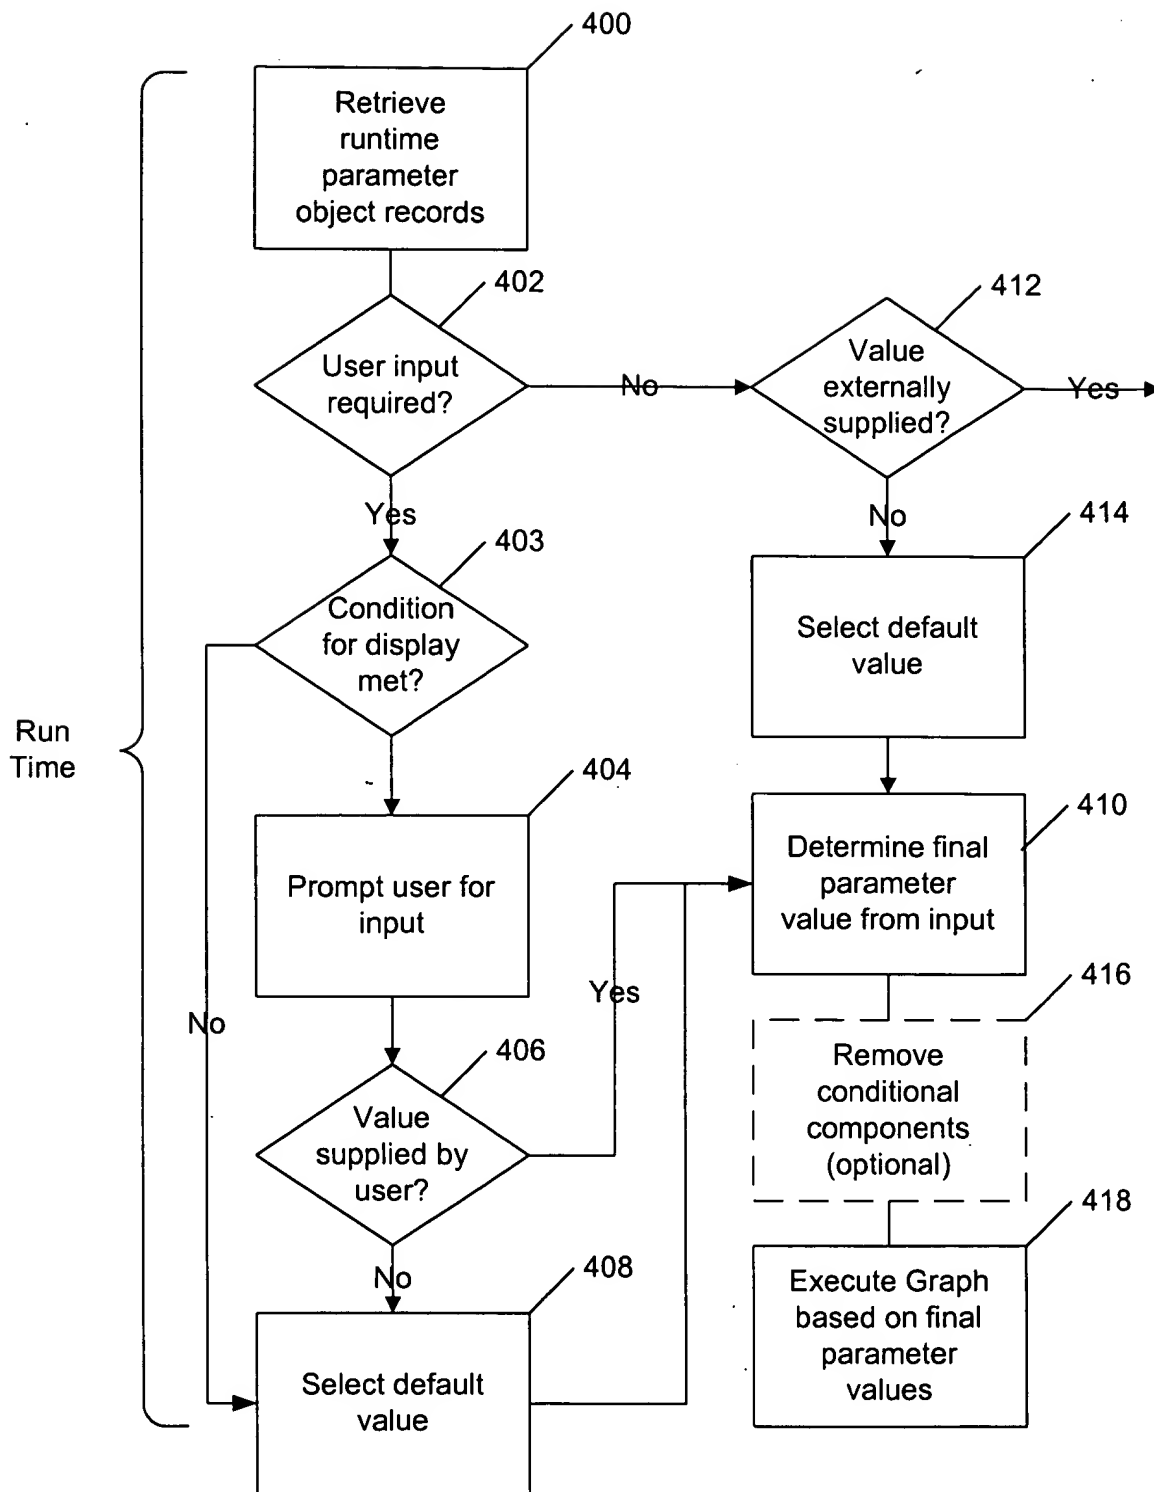 400
Retrieve
runtime
parameter
object records
402
User input
required?
No
412
Value
externally
supplied?
Yes
Yes
403
Condition
for display
met?
No
414
Select default
value
Run
Time
404
Prompt user for
input
410
Determine final
parameter
value from input
Yes
No
406
Value
supplied by
user?
416
Remove
conditional
components
(optional)
No
408
Select default
value
418
Execute Graph
based on final
parameter
values